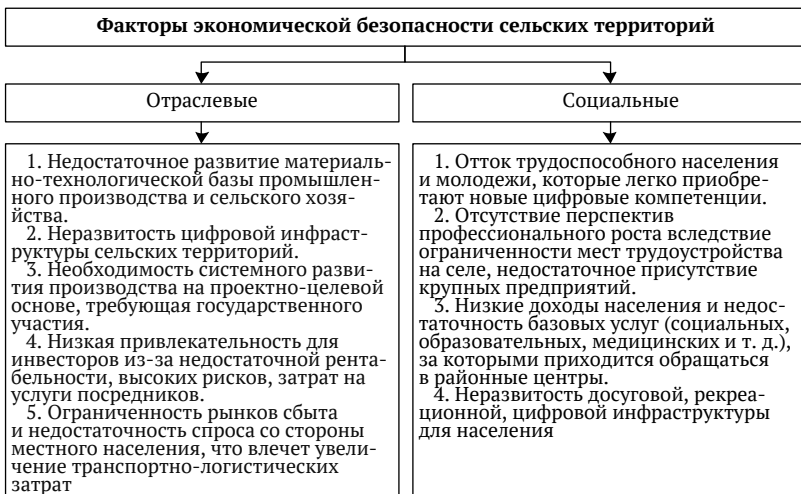 Факторы экономической безопасности сельских территорий
Отраслевые
Социальные
1. Недостаточное развитие материаль-
но-технологической базы промышлен-
ного производства и сельского хозя-
йства.
2. Неразвитость цифровой инфраст-
руктуры сельских территорий.
3. Необходимость системного разви-
тия производства на проектно-целевой
основе, требующая государственного
участия.
4. Низкая привлекательность для
инвесторов из-за недостаточной рента-
бельности, высоких рисков, затрат на
услуги посредников.
5. Ограниченность рынков сбыта
и недостаточность спроса со стороны
местного населения, что влечет увели-
чение транспортно-логистических
затрат
1. Отток трудоспособного населения
и молодежи, которые легко приобре-
тают новые цифровые компетенции.
2. Отсутствие перспектив
профессионального роста вследствие
ограниченности мест трудоустройства
на селе, недостаточное присутствие
крупных предприятий.
3. Низкие доходы населения и недос-
таточность базовых услуг (социальных,
образовательных, медицинских и т. д.),
за которыми приходится обращаться
в районные центры.
4. Неразвитость досуговой, рекреа-
ционной, цифровой инфраструктуры
для населения